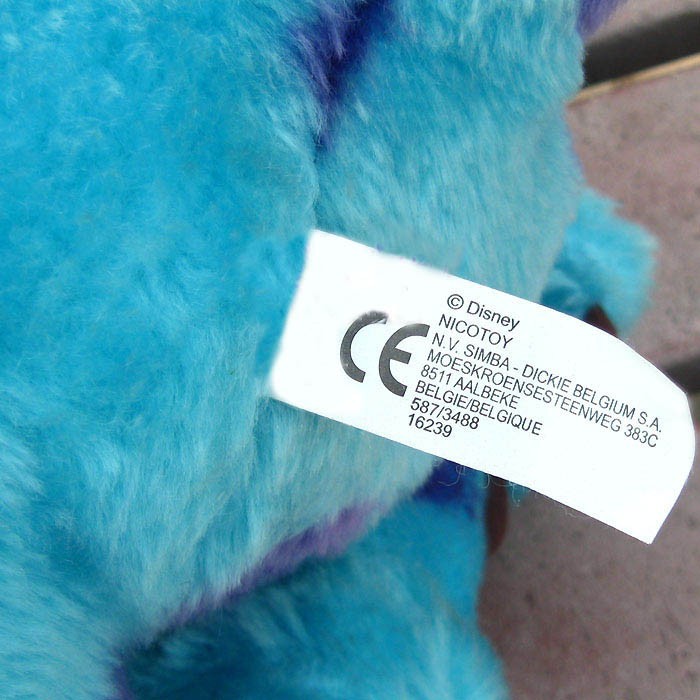 © Disney
NICOTOY
N.V. SIMBA - DICKIE BELGIUM S.A.
MOESKROENSESTEENWEG 383C
8511 AALBEKE
BELGIE/BELGIQUE
587/3488
16239
CE